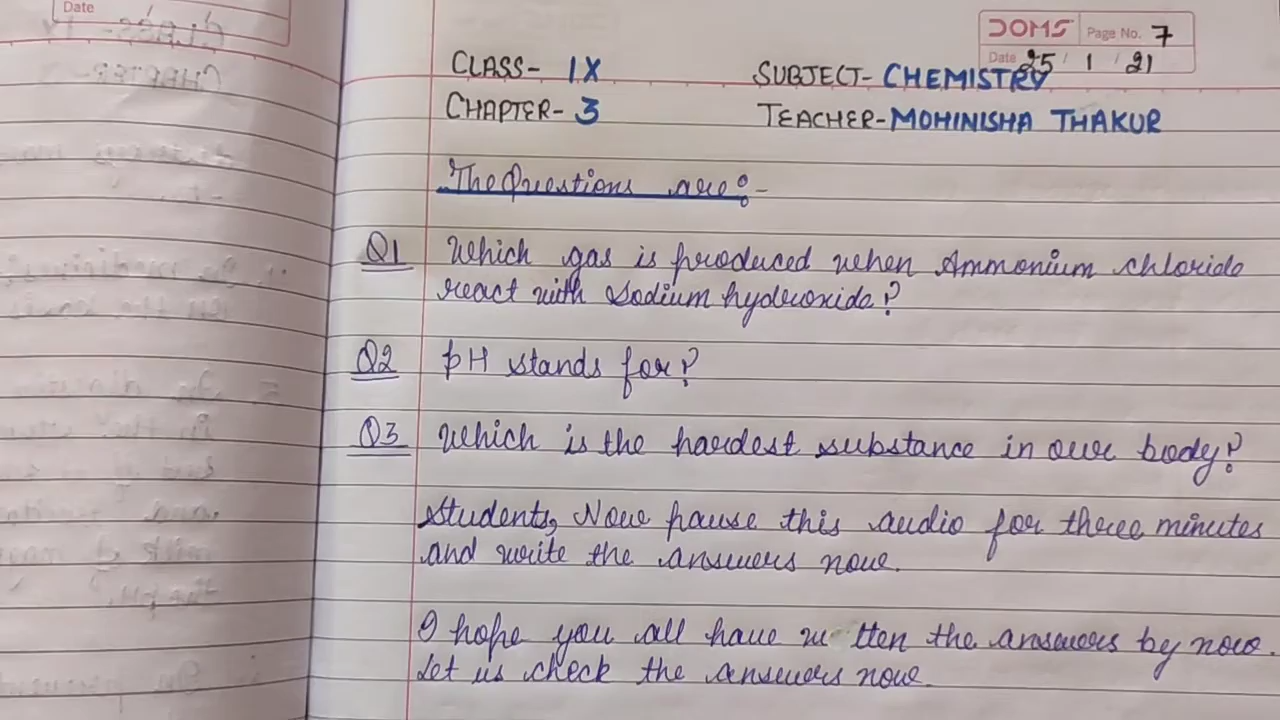 Date
DOMS Page No. 7
Date 25 / 1 / 21
CLASS- IX SUBJECT- CHEMISTRY
CHAPTER- 3 TEACHER- MOHINISHA THAKUR
The Questions are:-
Q1 Which gas is produced when Ammonium chloride
react with Sodium hydroxide?
Q2 pH stands for?
Q3 Which is the hardest substance in our body?
Students, Now pause this audio for three minutes
and write the answers now.
I hope you all have w tten the answers by now.
Let us check the answers now.